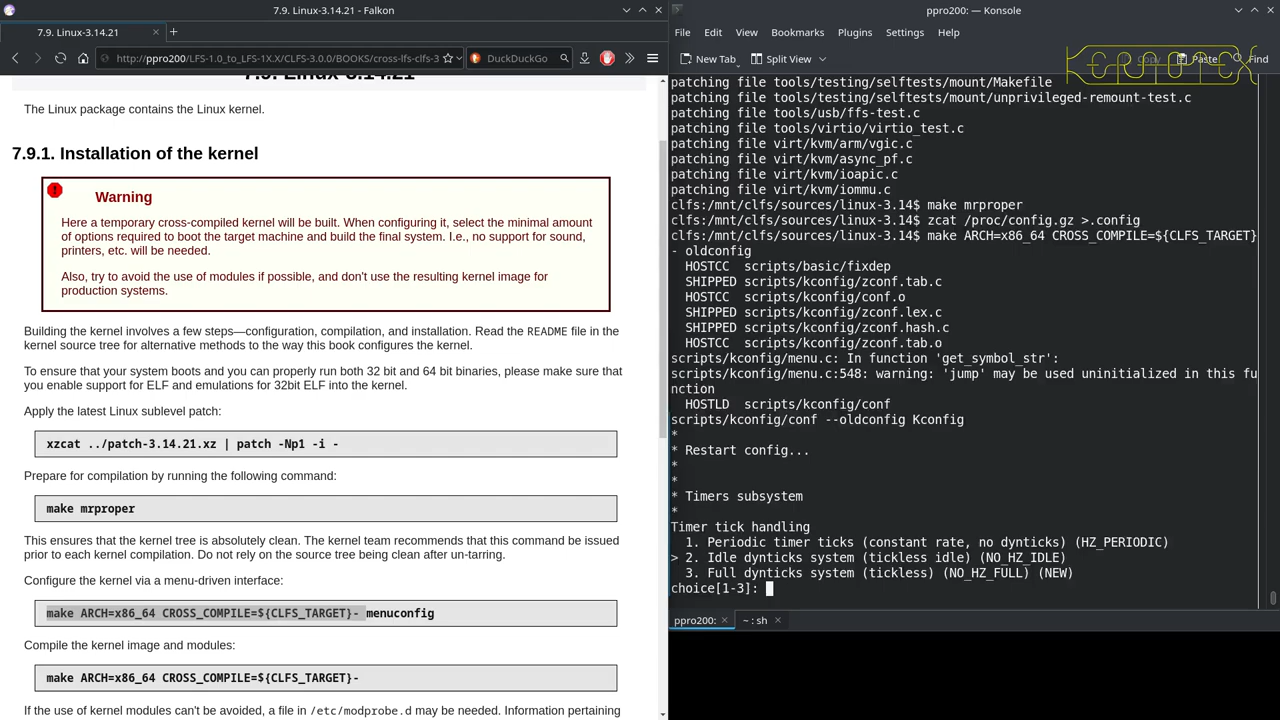 7.9. Linux-3.14.21 - Falkon
7.9. Linux-3.14.21
http://ppro200/LFS-1.0_to_LFS-1X.X/CLFS-3.0.0/BOOKS/cross-lfs-clfs-3
DuckDuckGo
7.9. Linux-3.14.21
The Linux package contains the Linux kernel.
7.9.1. Installation of the kernel
Warning
Here a temporary cross-compiled kernel will be built. When configuring it, select the minimal amount
of options required to boot the target machine and build the final system. I.e., no support for sound,
printers, etc. will be needed.
Also, try to avoid the use of modules if possible, and don't use the resulting kernel image for
production systems.
Building the kernel involves a few steps—configuration, compilation, and installation. Read the README file in the
kernel source tree for alternative methods to the way this book configures the kernel.
To ensure that your system boots and you can properly run both 32 bit and 64 bit binaries, please make sure that
you enable support for ELF and emulations for 32bit ELF into the kernel.
Apply the latest Linux sublevel patch:
xzcat ../patch-3.14.21.xz | patch -Np1 -i -
Prepare for compilation by running the following command:
make mrproper
This ensures that the kernel tree is absolutely clean. The kernel team recommends that this command be issued
prior to each kernel compilation. Do not rely on the source tree being clean after un-tarring.
Configure the kernel via a menu-driven interface:
make ARCH=x86_64 CROSS_COMPILE=${CLFS_TARGET}- menuconfig
Compile the kernel image and modules:
make ARCH=x86_64 CROSS_COMPILE=${CLFS_TARGET}-
If the use of kernel modules can't be avoided, a file in /etc/modprobe.d may be needed. Information pertaining
ppro200: — Konsole
File Edit View Bookmarks Plugins Settings Help
New Tab Split View Copy Paste Find
patching file tools/testing/selftests/mount/Makefile
patching file tools/testing/selftests/mount/unprivileged-remount-test.c
patching file tools/usb/ffs-test.c
patching file tools/virtio/virtio_test.c
patching file virt/kvm/arm/vgic.c
patching file virt/kvm/async_pf.c
patching file virt/kvm/ioapic.c
patching file virt/kvm/iommu.c
clfs:/mnt/clfs/sources/linux-3.14$ make mrproper
clfs:/mnt/clfs/sources/linux-3.14$ zcat /proc/config.gz >.config
clfs:/mnt/clfs/sources/linux-3.14$ make ARCH=x86_64 CROSS_COMPILE=${CLFS_TARGET}
- oldconfig
HOSTCC  scripts/basic/fixdep
SHIPPED scripts/kconfig/zconf.tab.c
HOSTCC  scripts/kconfig/conf.o
SHIPPED scripts/kconfig/zconf.lex.c
SHIPPED scripts/kconfig/zconf.hash.c
HOSTCC  scripts/kconfig/zconf.tab.o
scripts/kconfig/menu.c: In function 'get_symbol_str':
scripts/kconfig/menu.c:548: warning: 'jump' may be used uninitialized in this fu
nction
HOSTLD  scripts/kconfig/conf
scripts/kconfig/conf --oldconfig Kconfig
*
* Restart config...
*
*
* Timers subsystem
*
Timer tick handling
1. Periodic timer ticks (constant rate, no dynticks) (HZ_PERIODIC)
> 2. Idle dynticks system (tickless idle) (NO_HZ_IDLE)
3. Full dynticks system (tickless) (NO_HZ_FULL) (NEW)
choice[1-3]:
ppro200: ~ : sh